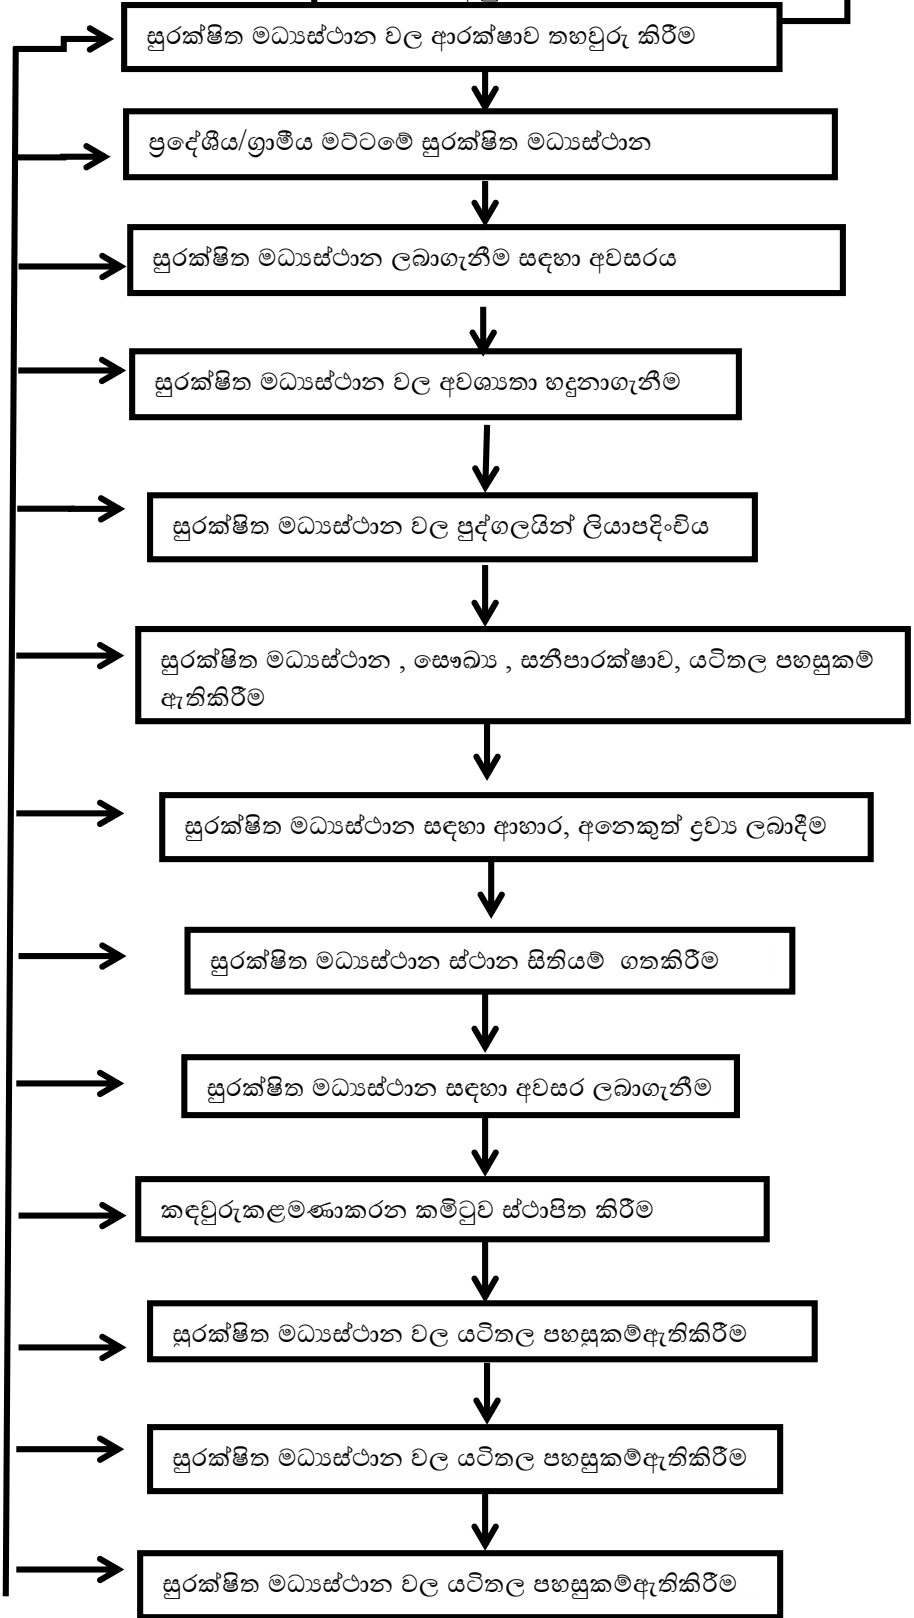 සුරක්ෂිත මධ්‍යස්ථාන වල ආරක්ෂාව තහවුරු කිරීම
ප්‍රදේශීය/ග්‍රාමීය මට්ටමේ සුරක්ෂිත මධ්‍යස්ථාන
සුරක්ෂිත මධ්‍යස්ථාන ලබාගැනීම සඳහා අවසරය
සුරක්ෂිත මධ්‍යස්ථාන වල අවශ්‍යතා හදුනාගැනීම
සුරක්ෂිත මධ්‍යස්ථාන වල පුද්ගලයින් ලියාපදිංචිය
සුරක්ෂිත මධ්‍යස්ථාන , සෞඛ්‍ය , සනීපාරක්ෂාව, යටිතල පහසුකම්
ඇතිකිරීම
සුරක්ෂිත මධ්‍යස්ථාන සඳහා ආහාර, අනෙකුත් ද්‍රව්‍ය ලබාදීම
සුරක්ෂිත මධ්‍යස්ථාන ස්ථාන සිතියම් ගතකිරීම
සුරක්ෂිත මධ්‍යස්ථාන සඳහා අවසර ලබාගැනීම
කඳවුරුකළමණාකරන කමිටුව ස්ථාපිත කිරීම
සුරක්ෂිත මධ්‍යස්ථාන වල යටිතල පහසුකම්ඇතිකිරීම
සුරක්ෂිත මධ්‍යස්ථාන වල යටිතල පහසුකම්ඇතිකිරීම
සුරක්ෂිත මධ්‍යස්ථාන වල යටිතල පහසුකම්ඇතිකිරීම